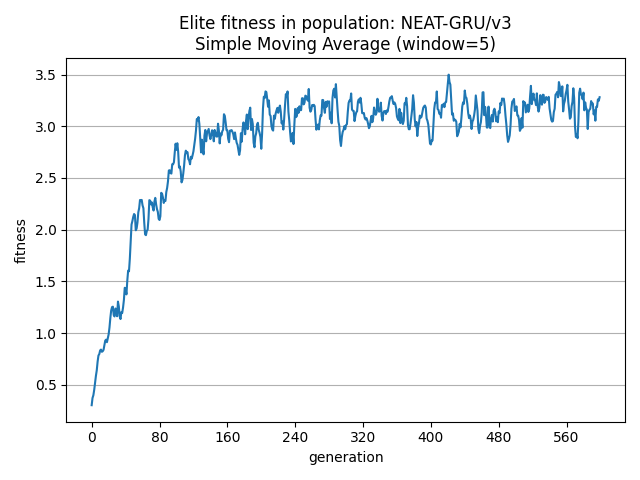 Elite fitness in population: NEAT-GRU/v3
Simple Moving Average (window=5)
3.5
3.0
2.5
2.0
1.5
1.0
0.5
fitness
0 80 160 240 320 400 480 560
generation